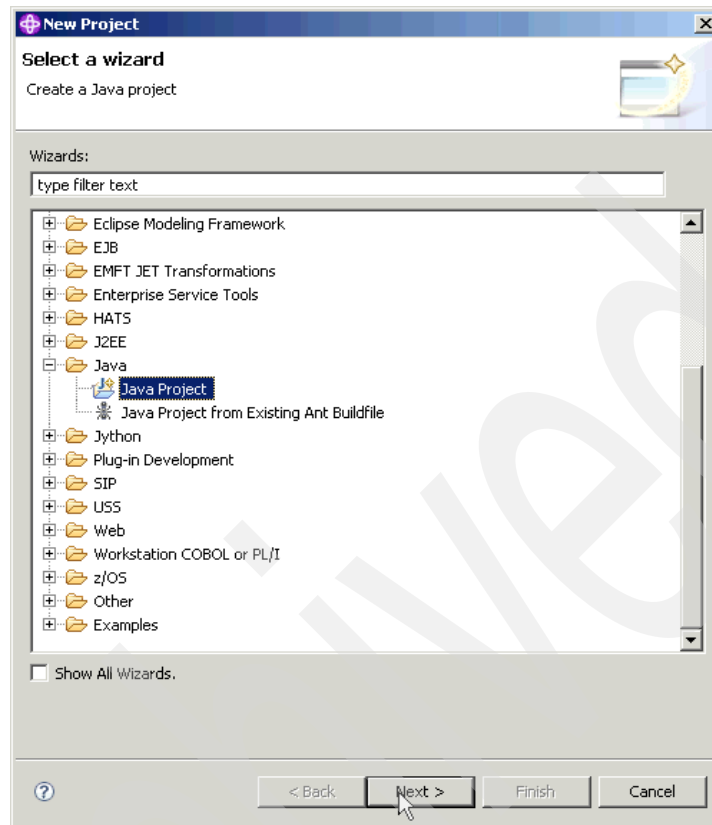 New Project
Select a wizard
Create a Java project
Wizards:
type filter text
Eclipse Modeling Framework
EJB
EMFT JET Transformations
Enterprise Service Tools
HATS
J2EE
Java
Java Project
Java Project from Existing Ant Buildfile
Jython
Plug-in Development
SIP
USS
Web
Workstation COBOL or PL/I
z/OS
Other
Examples
Show All Wizards.
< Back
Next >
Finish
Cancel